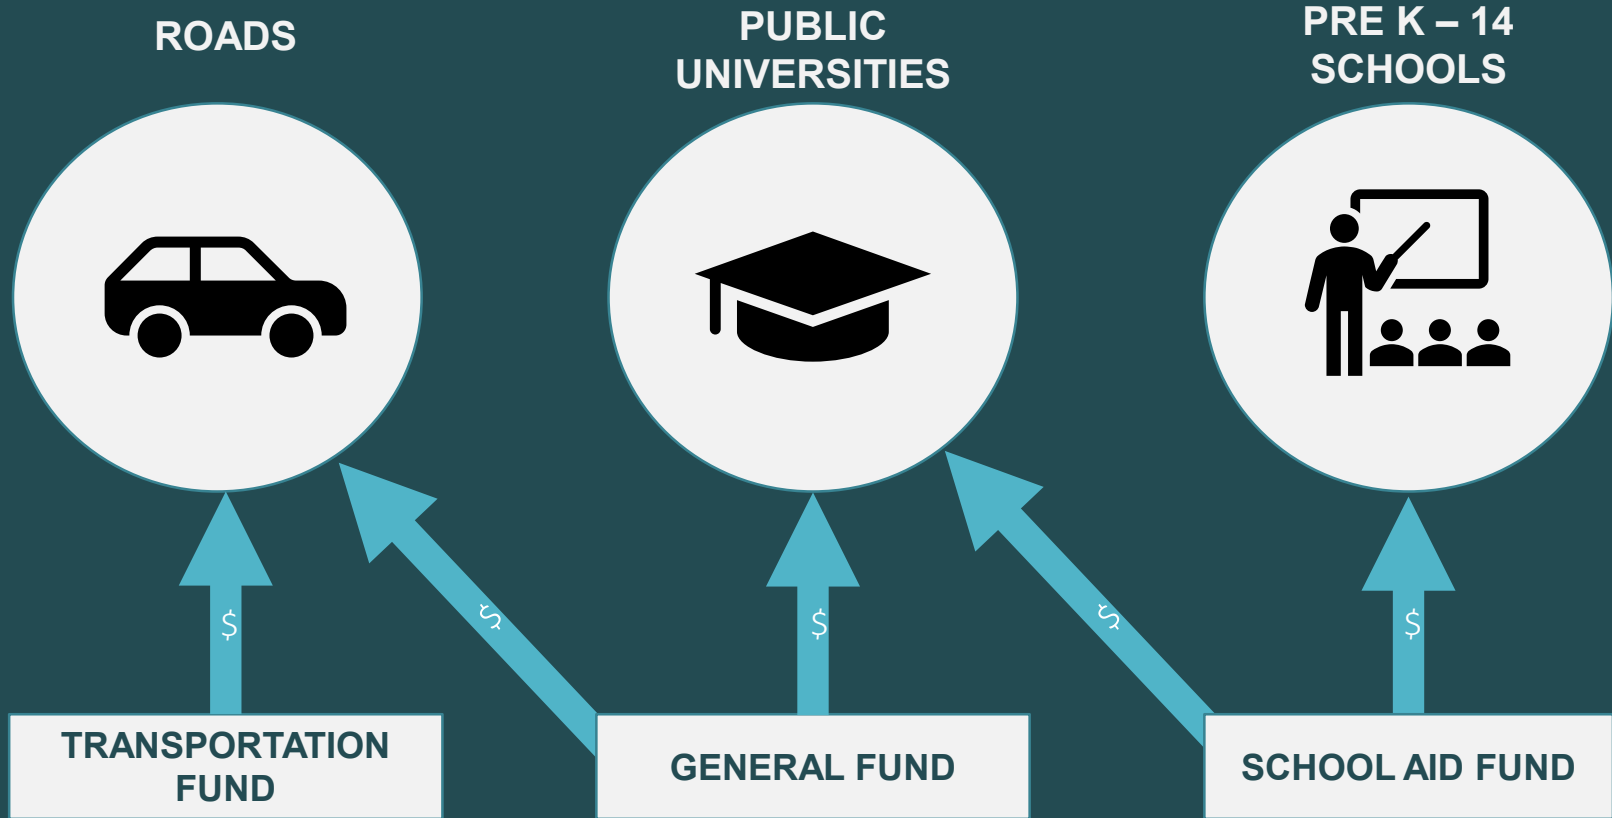 ROADS
PUBLIC
UNIVERSITIES
PRE K – 14
SCHOOLS
$
$
$
$
$
TRANSPORTATION
FUND
GENERAL FUND
SCHOOL AID FUND